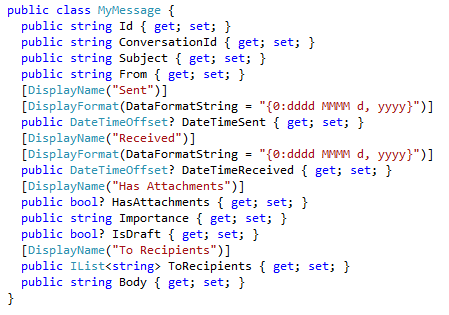 public class MyMessage {
public string Id { get; set; }
public string ConversationId { get; set; }
public string Subject { get; set; }
public string From { get; set; }
[DisplayName("Sent")]
[DisplayFormat(DataFormatString = "{0:dddd MMMM d, yyyy}")]
public DateTimeOffset? DateTimeSent { get; set; }
[DisplayName("Received")]
[DisplayFormat(DataFormatString = "{0:dddd MMMM d, yyyy}")]
public DateTimeOffset? DateTimeReceived { get; set; }
[DisplayName("Has Attachments")]
public bool? HasAttachments { get; set; }
public string Importance { get; set; }
public bool? IsDraft { get; set; }
[DisplayName("To Recipients")]
public IList<string> ToRecipients { get; set; }
public string Body { get; set; }
}